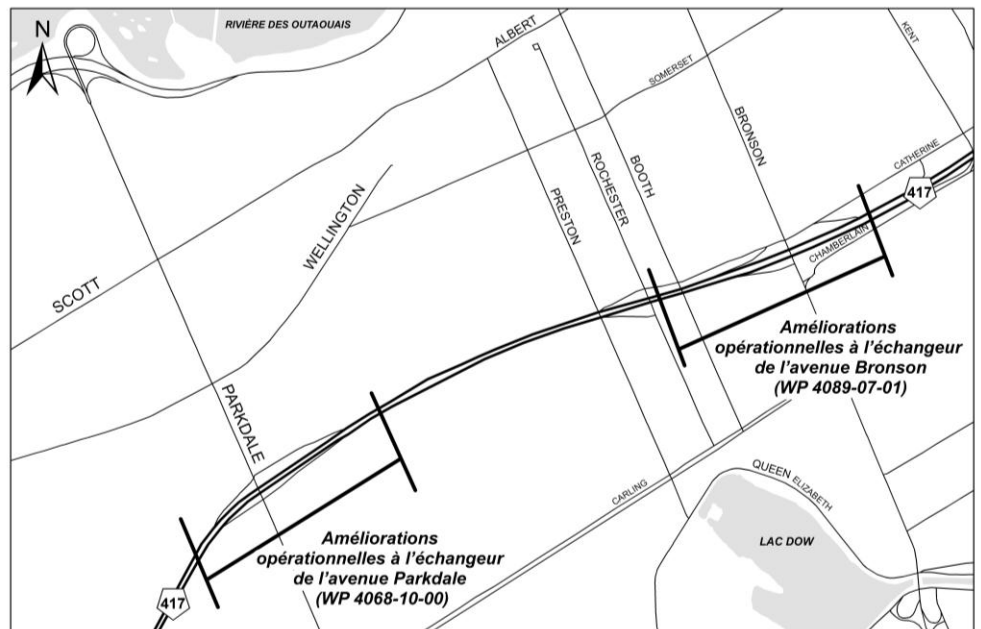 N
RIVIÈRE DES OUTAOUAIS
ALBERT
KENT
SOMERSET
BRONSON
CATHERINE
417
BOOTH
ROCHESTER
PRESTON
WELLINGTON
CHAMBERLAIN
SCOTT
Améliorations
opérationnelles à l'échangeur
de l'avenue Bronson
(WP 4089-07-01)
PARKDALE
QUEEN ELIZABETH
CARLING
LAC DOW
Améliorations
opérationnelles à l'échangeur
de l'avenue Parkdale
(WP 4068-10-00)
417